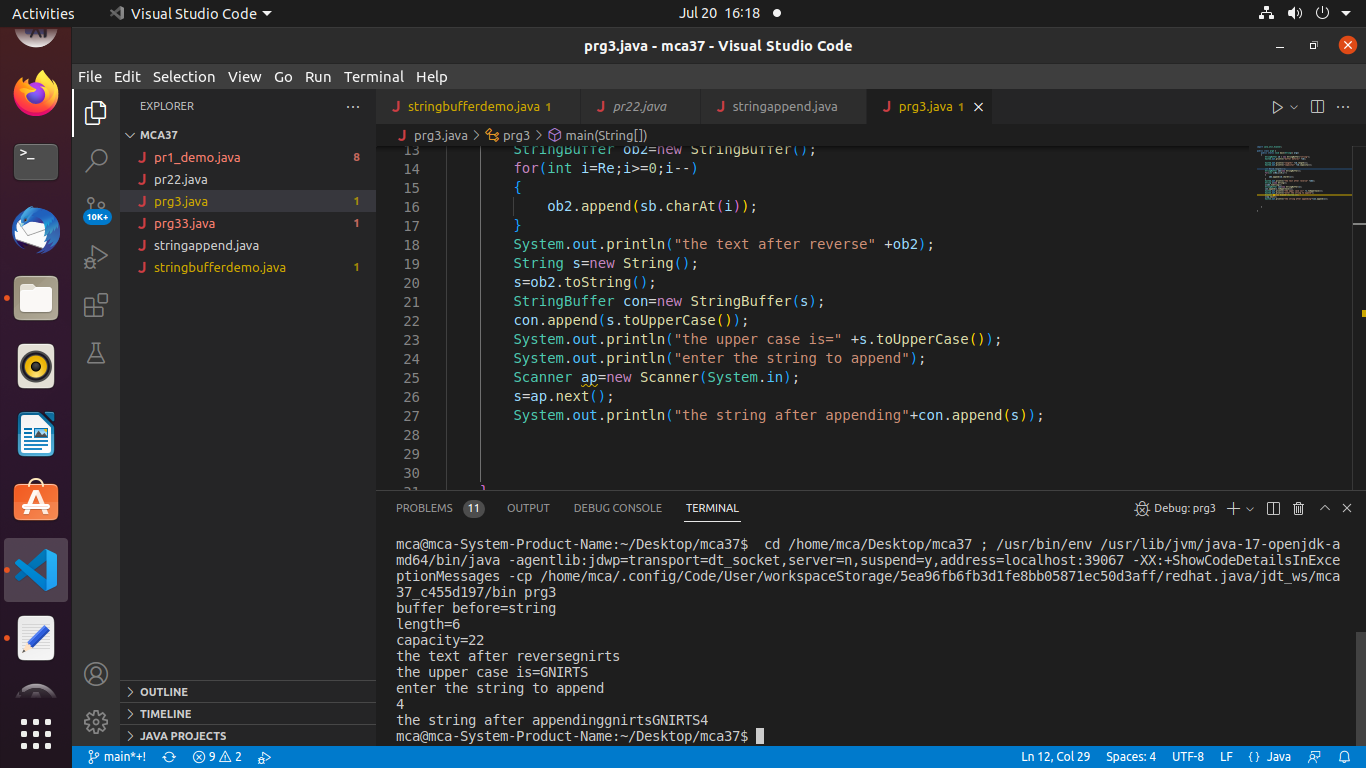 Activities
Visual Studio Code
Jul 20 16:18
prg3.java - mca37 - Visual Studio Code
File Edit Selection View Go Run Terminal Help
EXPLORER
MCA37
J pr1_demo.java 8
J pr22.java
J prg3.java 1
J prg33.java 1
J stringappend.java
J stringbufferdemo.java 1
10K+
OUTLINE
TIMELINE
JAVA PROJECTS
J stringbufferdemo.java 1
J pr22.java
J stringappend.java
J prg3.java 1
J prg3.java > prg3 > main(String[])
13 StringBuffer ob2=new StringBuffer();
14 for(int i=Re;i>=0;i--)
15 {
16 ob2.append(sb.charAt(i));
17 }
18 System.out.println("the text after reverse" +ob2);
19 String s=new String();
20 s=ob2.toString();
21 StringBuffer con=new StringBuffer(s);
22 con.append(s.toUpperCase());
23 System.out.println("the upper case is=" +s.toUpperCase());
24 System.out.println("enter the string to append");
25 Scanner ap=new Scanner(System.in);
26 s=ap.next();
27 System.out.println("the string after appending"+con.append(s));
28
29
30
31 }
PROBLEMS 11 OUTPUT DEBUG CONSOLE TERMINAL
Debug: prg3
mca@mca-System-Product-Name:~/Desktop/mca37$  cd /home/mca/Desktop/mca37 ; /usr/bin/env /usr/lib/jvm/java-17-openjdk-a
md64/bin/java -agentlib:jdwp=transport=dt_socket,server=n,suspend=y,address=localhost:39067 -XX:+ShowCodeDetailsInExce
ptionMessages -cp /home/mca/.config/Code/User/workspaceStorage/5ea96fb6fb3d1fe8bb05871ec50d3aff/redhat.java/jdt_ws/mca
37_c455d197/bin prg3
buffer before=string
length=6
capacity=22
the text after reversegnirts
the upper case is=GNIRTS
enter the string to append
4
the string after appendinggnirtsGNIRTS4
mca@mca-System-Product-Name:~/Desktop/mca37$
main*+!
9 2
Ln 12, Col 29
Spaces: 4
UTF-8
LF
{ } Java